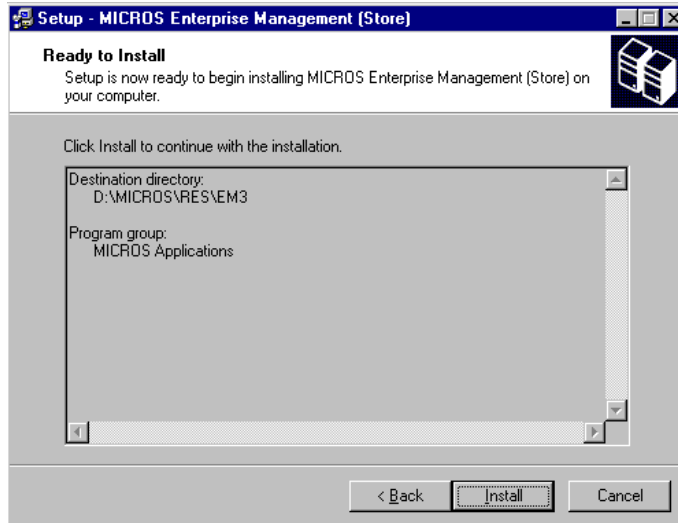 Setup - MICROS Enterprise Management (Store)
Ready to Install
Setup is now ready to begin installing MICROS Enterprise Management (Store) on
your computer.
Click Install to continue with the installation.
Destination directory:
D:\MICROS\RES\EM3
Program group:
MICROS Applications
< Back
Install
Cancel